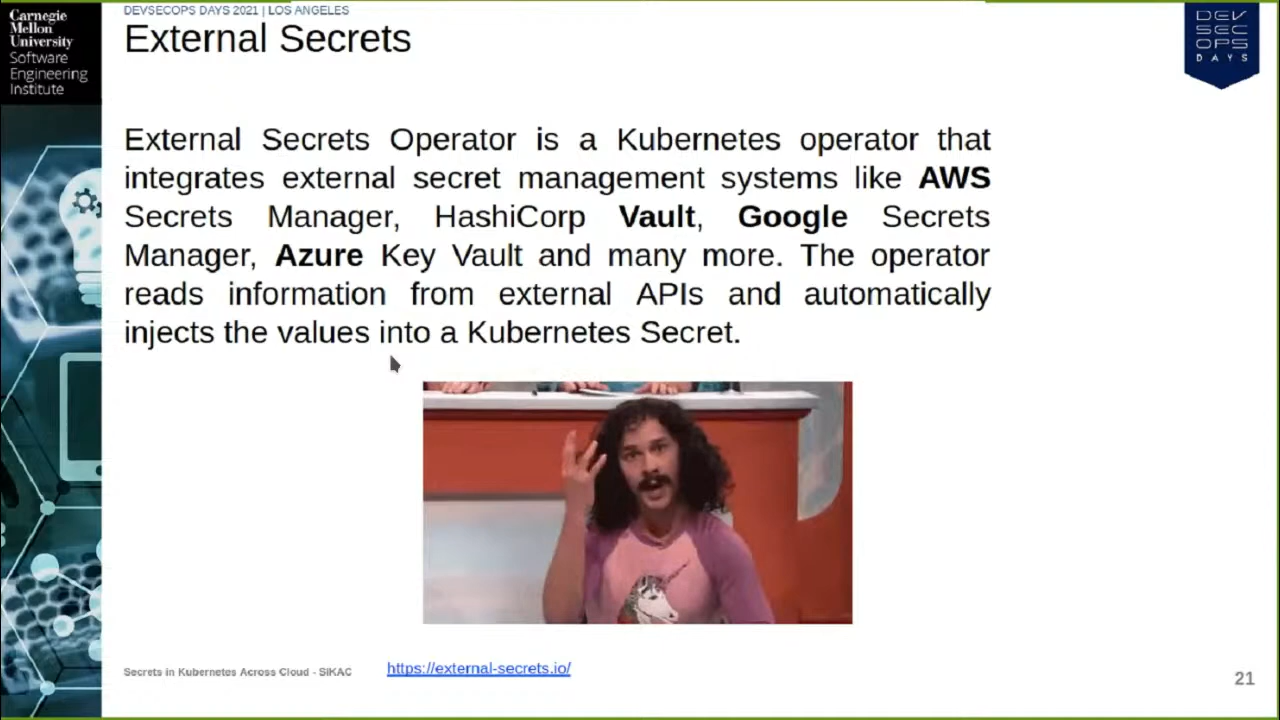 Carnegie
Mellon
University
Software
Engineering
Institute
DEVSECOPS DAYS 2021 | LOS ANGELES
External Secrets
DEV
SEC
OPS
DAYS
External Secrets Operator is a Kubernetes operator that
integrates external secret management systems like AWS
Secrets Manager, HashiCorp Vault, Google Secrets
Manager, Azure Key Vault and many more. The operator
reads information from external APIs and automatically
injects the values into a Kubernetes Secret.
Secrets in Kubernetes Across Cloud - SIKAC
https://external-secrets.io/
21